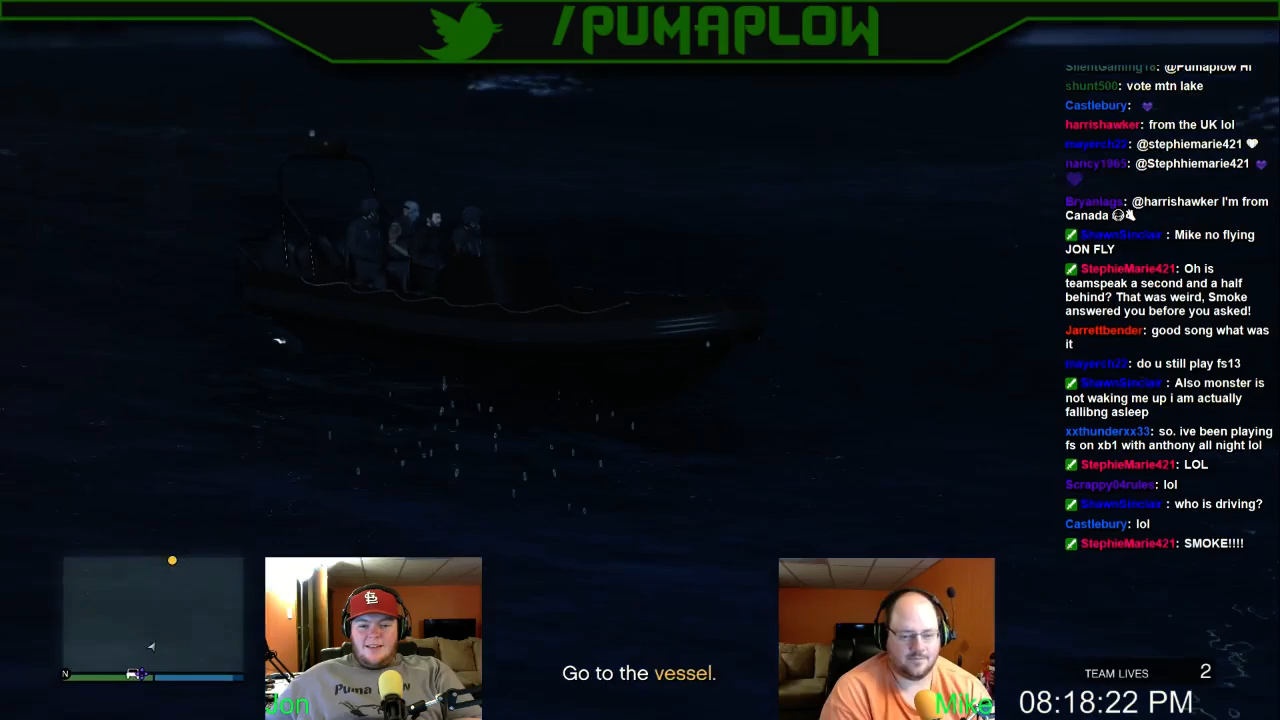 /PUMAPLOW
SilentGaming18: @Pumaplow Hi
shunt500: vote mtn lake
Castlebury:
harrishawker: from the UK lol
mayerch22: @stephiemarie421
nancy1965: @Stephhiemarie421
Bryanlags: @harrishawker I'm from
Canada
ShawnSinclair: Mike no flying
JON FLY
StephieMarie421: Oh is
teamspeak a second and a half
behind? That was weird, Smoke
answered you before you asked!
Jarrettbender: good song what was
it
mayerch22: do u still play fs13
ShawnSinclair: Also monster is
not waking me up i am actually
fallibng asleep
xxthunderxx33: so. ive been playing
fs on xb1 with anthony all night lol
StephieMarie421: LOL
Scrappy04rules: lol
ShawnSinclair: who is driving?
Castlebury: lol
StephieMarie421: SMOKE!!!!
N
Puma
Jon
Go to the vessel.
Mike
TEAM LIVES 2
08:18:22 PM